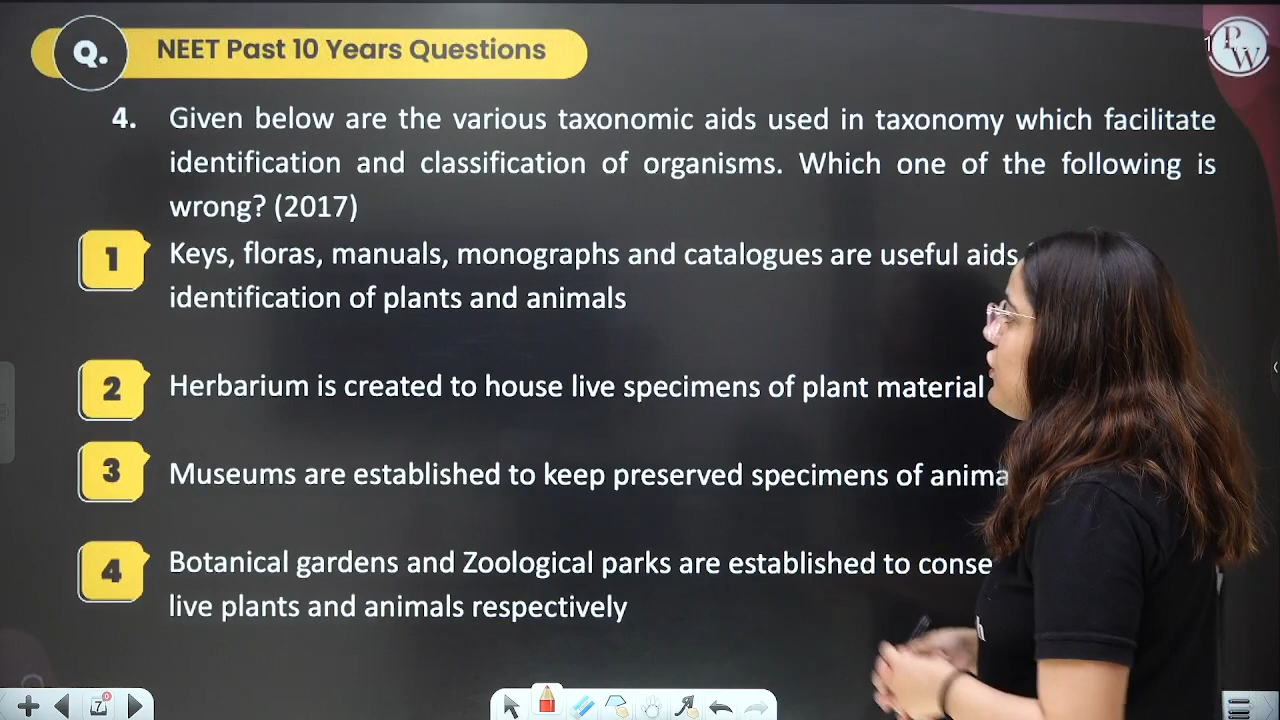 Q.
NEET Past 10 Years Questions
PW
1
4. Given below are the various taxonomic aids used in taxonomy which facilitate
identification and classification of organisms. Which one of the following is
wrong? (2017)
1 Keys, floras, manuals, monographs and catalogues are useful aids
identification of plants and animals
2 Herbarium is created to house live specimens of plant material
3 Museums are established to keep preserved specimens of
4 Botanical gardens and Zoological parks are established to
live plants and animals respectively
7 0